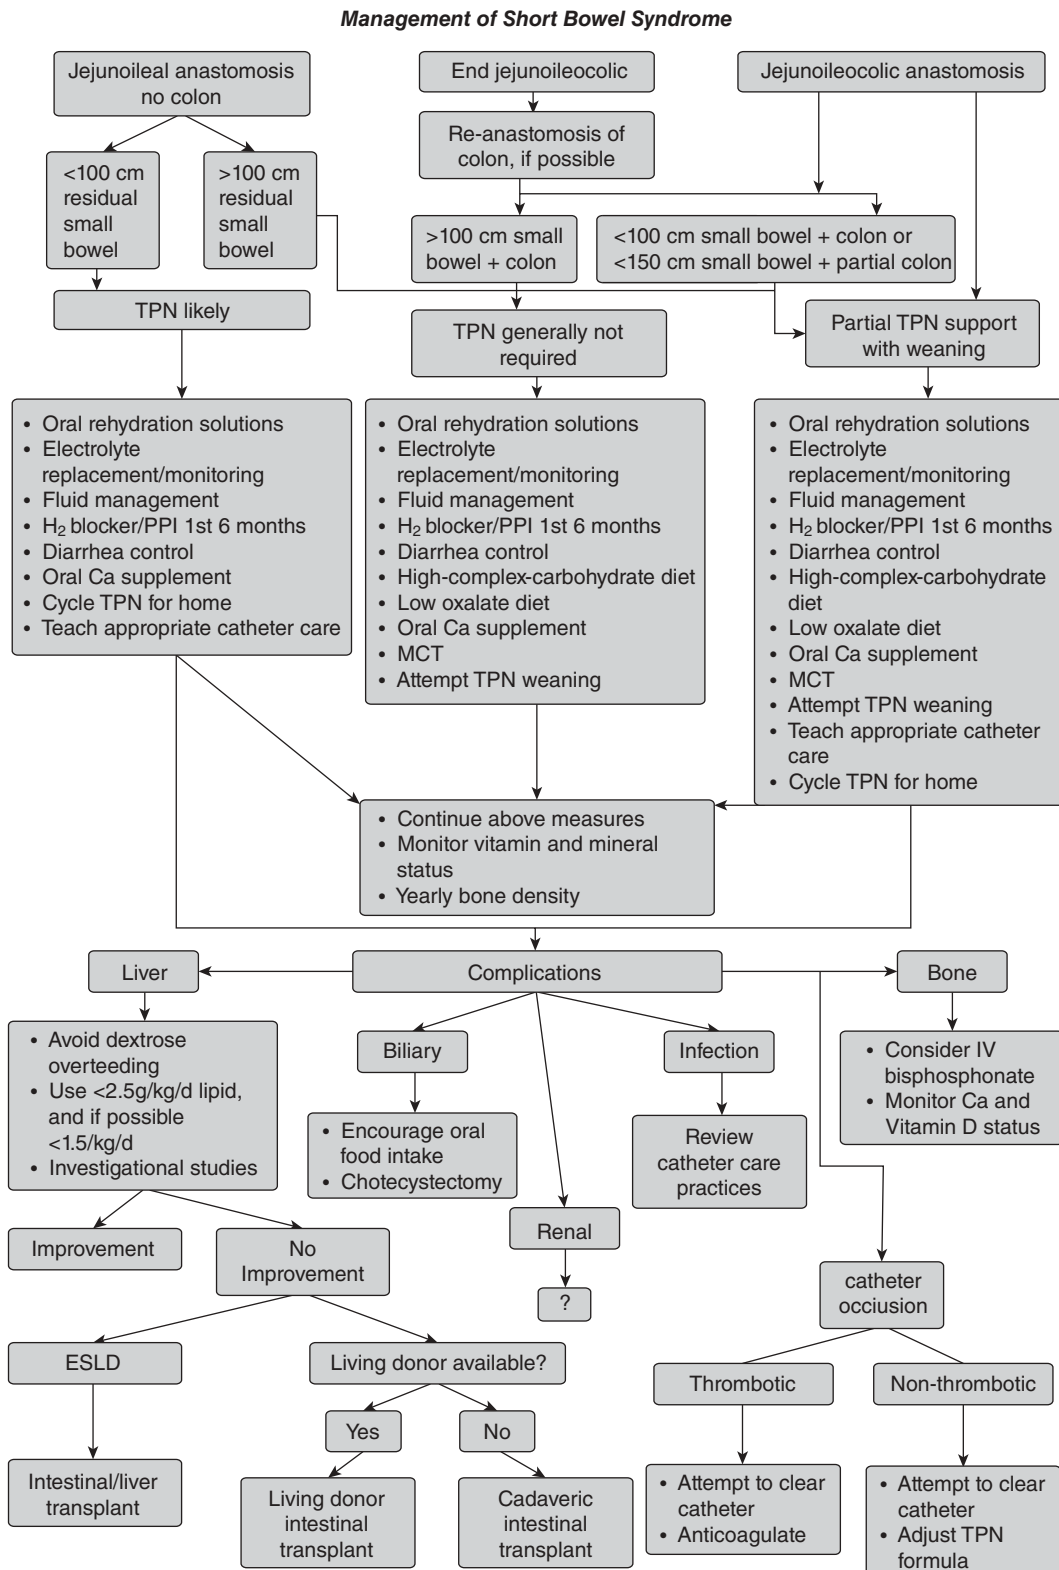 Management of Short Bowel Syndrome
Jejunoileal anastomosis
no colon
End jejunoileocolic
Jejunoileocolic anastomosis
Re-anastomosis of
colon, if possible
<100 cm
residual
small
bowel
>100 cm
residual
small
bowel
>100 cm small
bowel + colon
<100 cm small bowel + colon or
<150 cm small bowel + partial colon
TPN likely
TPN generally not
required
Partial TPN support
with weaning
• Oral rehydration solutions
• Electrolyte
replacement/monitoring
• Fluid management
• H₂ blocker/PPI 1st 6 months
• Diarrhea control
• Oral Ca supplement
• Cycle TPN for home
• Teach appropriate catheter care
• Oral rehydration solutions
• Electrolyte
replacement/monitoring
• Fluid management
• H₂ blocker/PPI 1st 6 months
• Diarrhea control
• High-complex-carbohydrate diet
• Low oxalate diet
• Oral Ca supplement
• MCT
• Attempt TPN weaning
• Oral rehydration solutions
• Electrolyte
replacement/monitoring
• Fluid management
• H₂ blocker/PPI 1st 6 months
• Diarrhea control
• High-complex-carbohydrate
diet
• Low oxalate diet
• Oral Ca supplement
• MCT
• Attempt TPN weaning
• Teach appropriate catheter
care
• Cycle TPN for home
• Continue above measures
• Monitor vitamin and mineral
status
• Yearly bone density
Liver
Complications
Bone
• Avoid dextrose
overteeding
• Use <2.5g/kg/d lipid,
and if possible
<1.5/kg/d
• Investigational studies
Biliary
Infection
• Consider IV
bisphosphonate
• Monitor Ca and
Vitamin D status
• Encourage oral
food intake
• Chotecystectomy
Review
catheter care
practices
Renal
?
Improvement
No
Improvement
catheter
occiusion
ESLD
Living donor available?
Thrombotic
Non-thrombotic
Yes
No
Intestinal/liver
transplant
Living donor
intestinal
transplant
Cadaveric
intestinal
transplant
• Attempt to clear
catheter
• Anticoagulate
• Attempt to clear
catheter
• Adjust TPN
formula